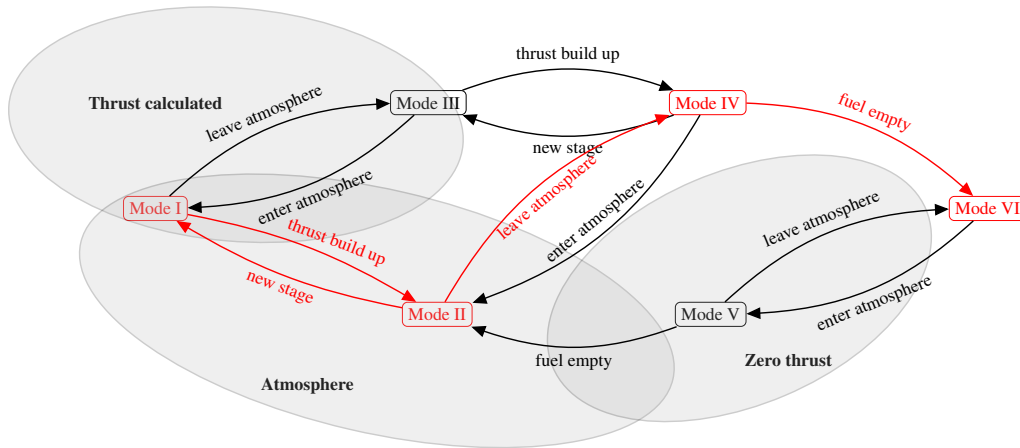 thrust build up
fuel empty
Thrust calculated
Mode III
Mode IV
leave atmosphere
new stage
enter atmosphere
leave atmosphere
enter atmosphere
leave atmosphere
Mode I
Mode VI
thrust build up
new stage
Mode II
Mode V
enter atmosphere
fuel empty
Zero thrust
Atmosphere